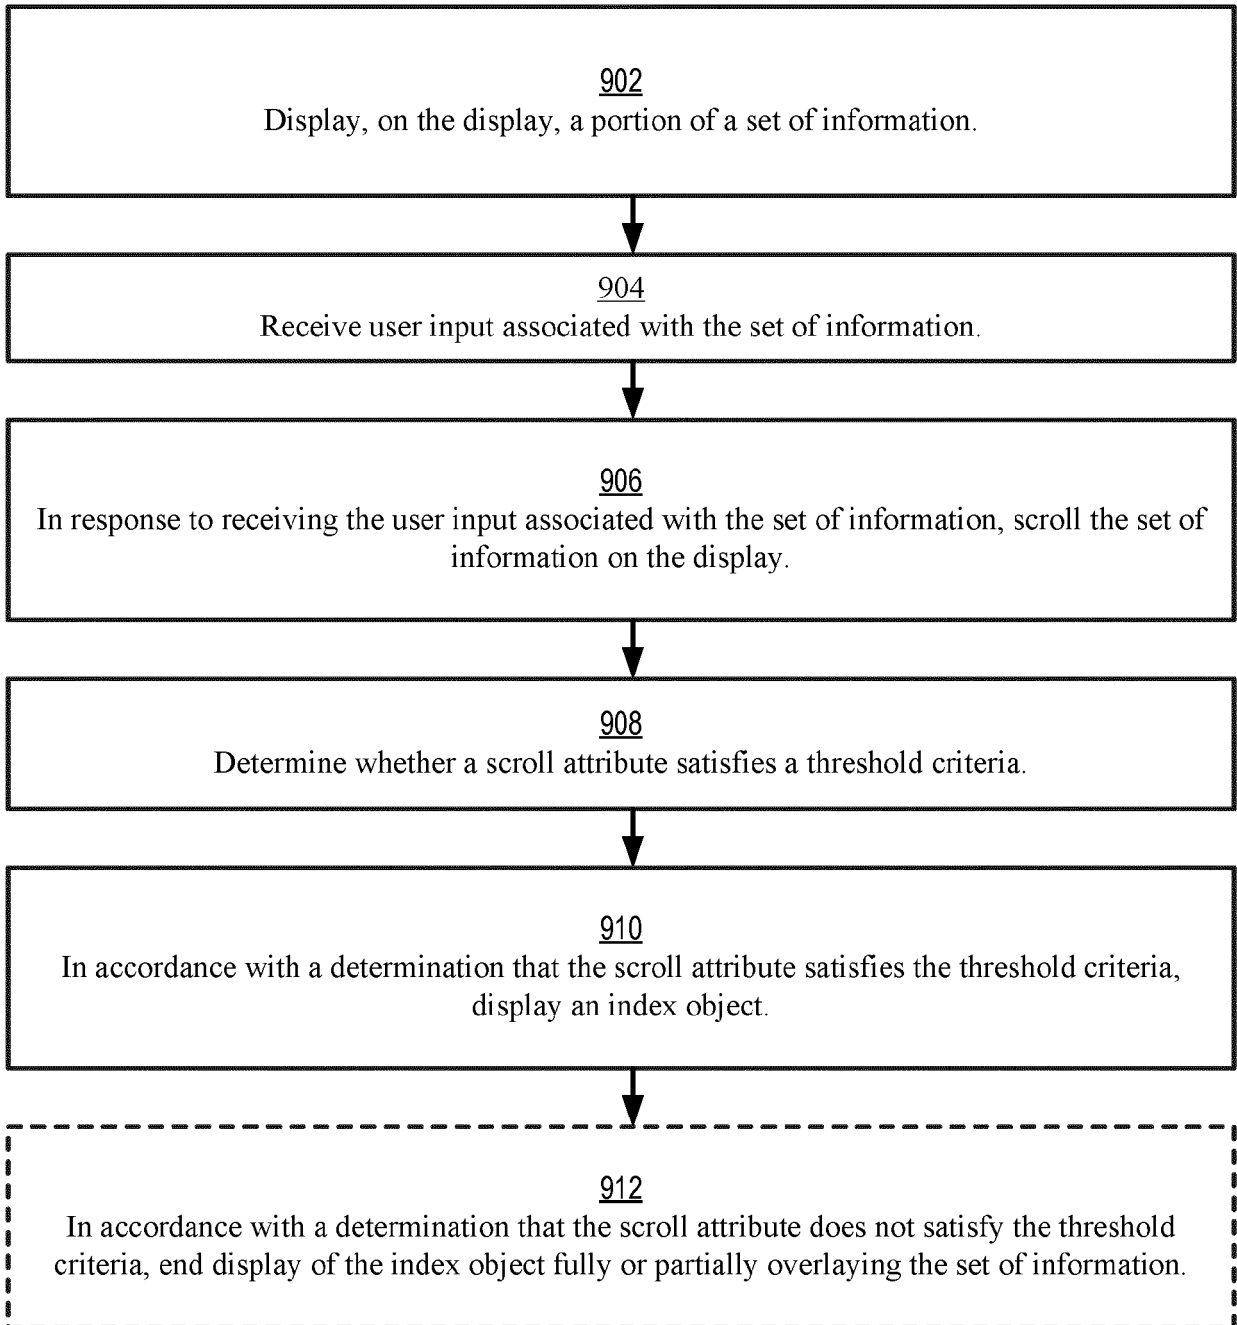 902
Display, on the display, a portion of a set of information.
904
Receive user input associated with the set of information.
906
In response to receiving the user input associated with the set of information, scroll the set of
information on the display.
908
Determine whether a scroll attribute satisfies a threshold criteria.
910
In accordance with a determination that the scroll attribute satisfies the threshold criteria,
display an index object.
912
In accordance with a determination that the scroll attribute does not satisfy the threshold
criteria, end display of the index object fully or partially overlaying the set of information.